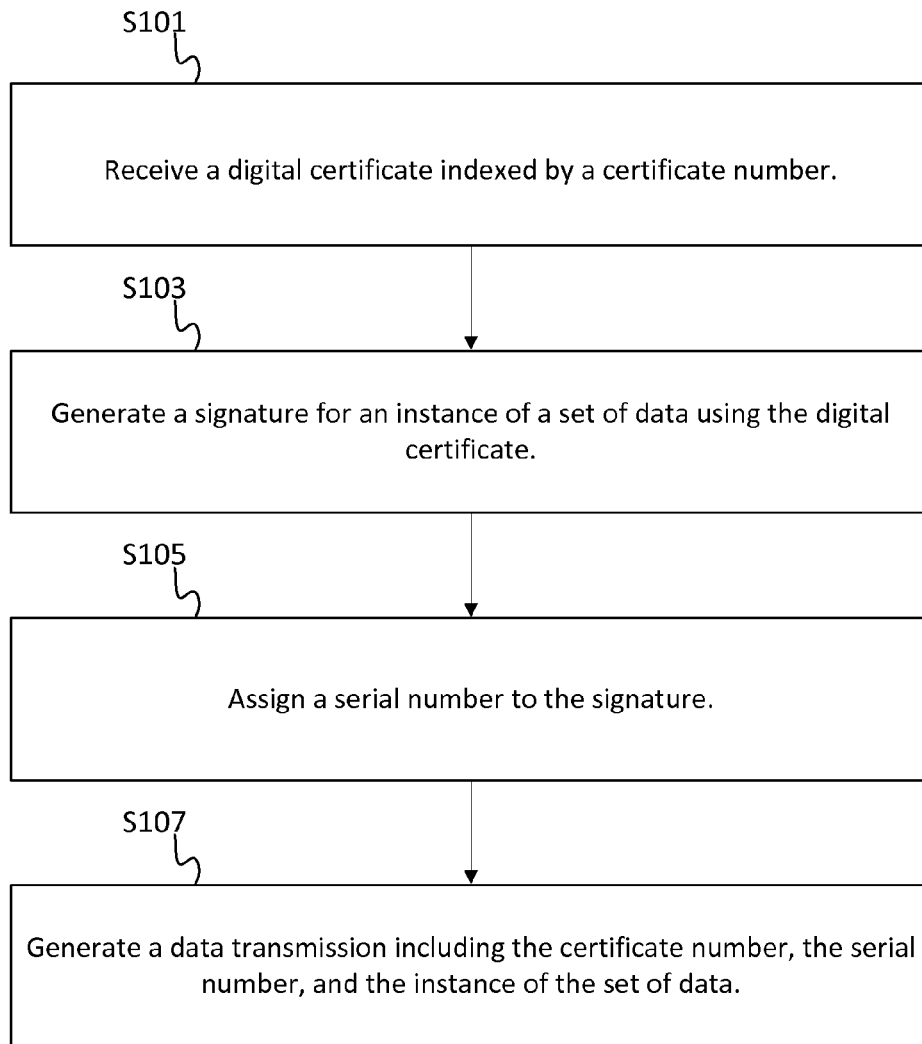 S101
Receive a digital certificate indexed by a certificate number.
S103
Generate a signature for an instance of a set of data using the digital
certificate.
S105
Assign a serial number to the signature.
S107
Generate a data transmission including the certificate number, the serial
number, and the instance of the set of data.